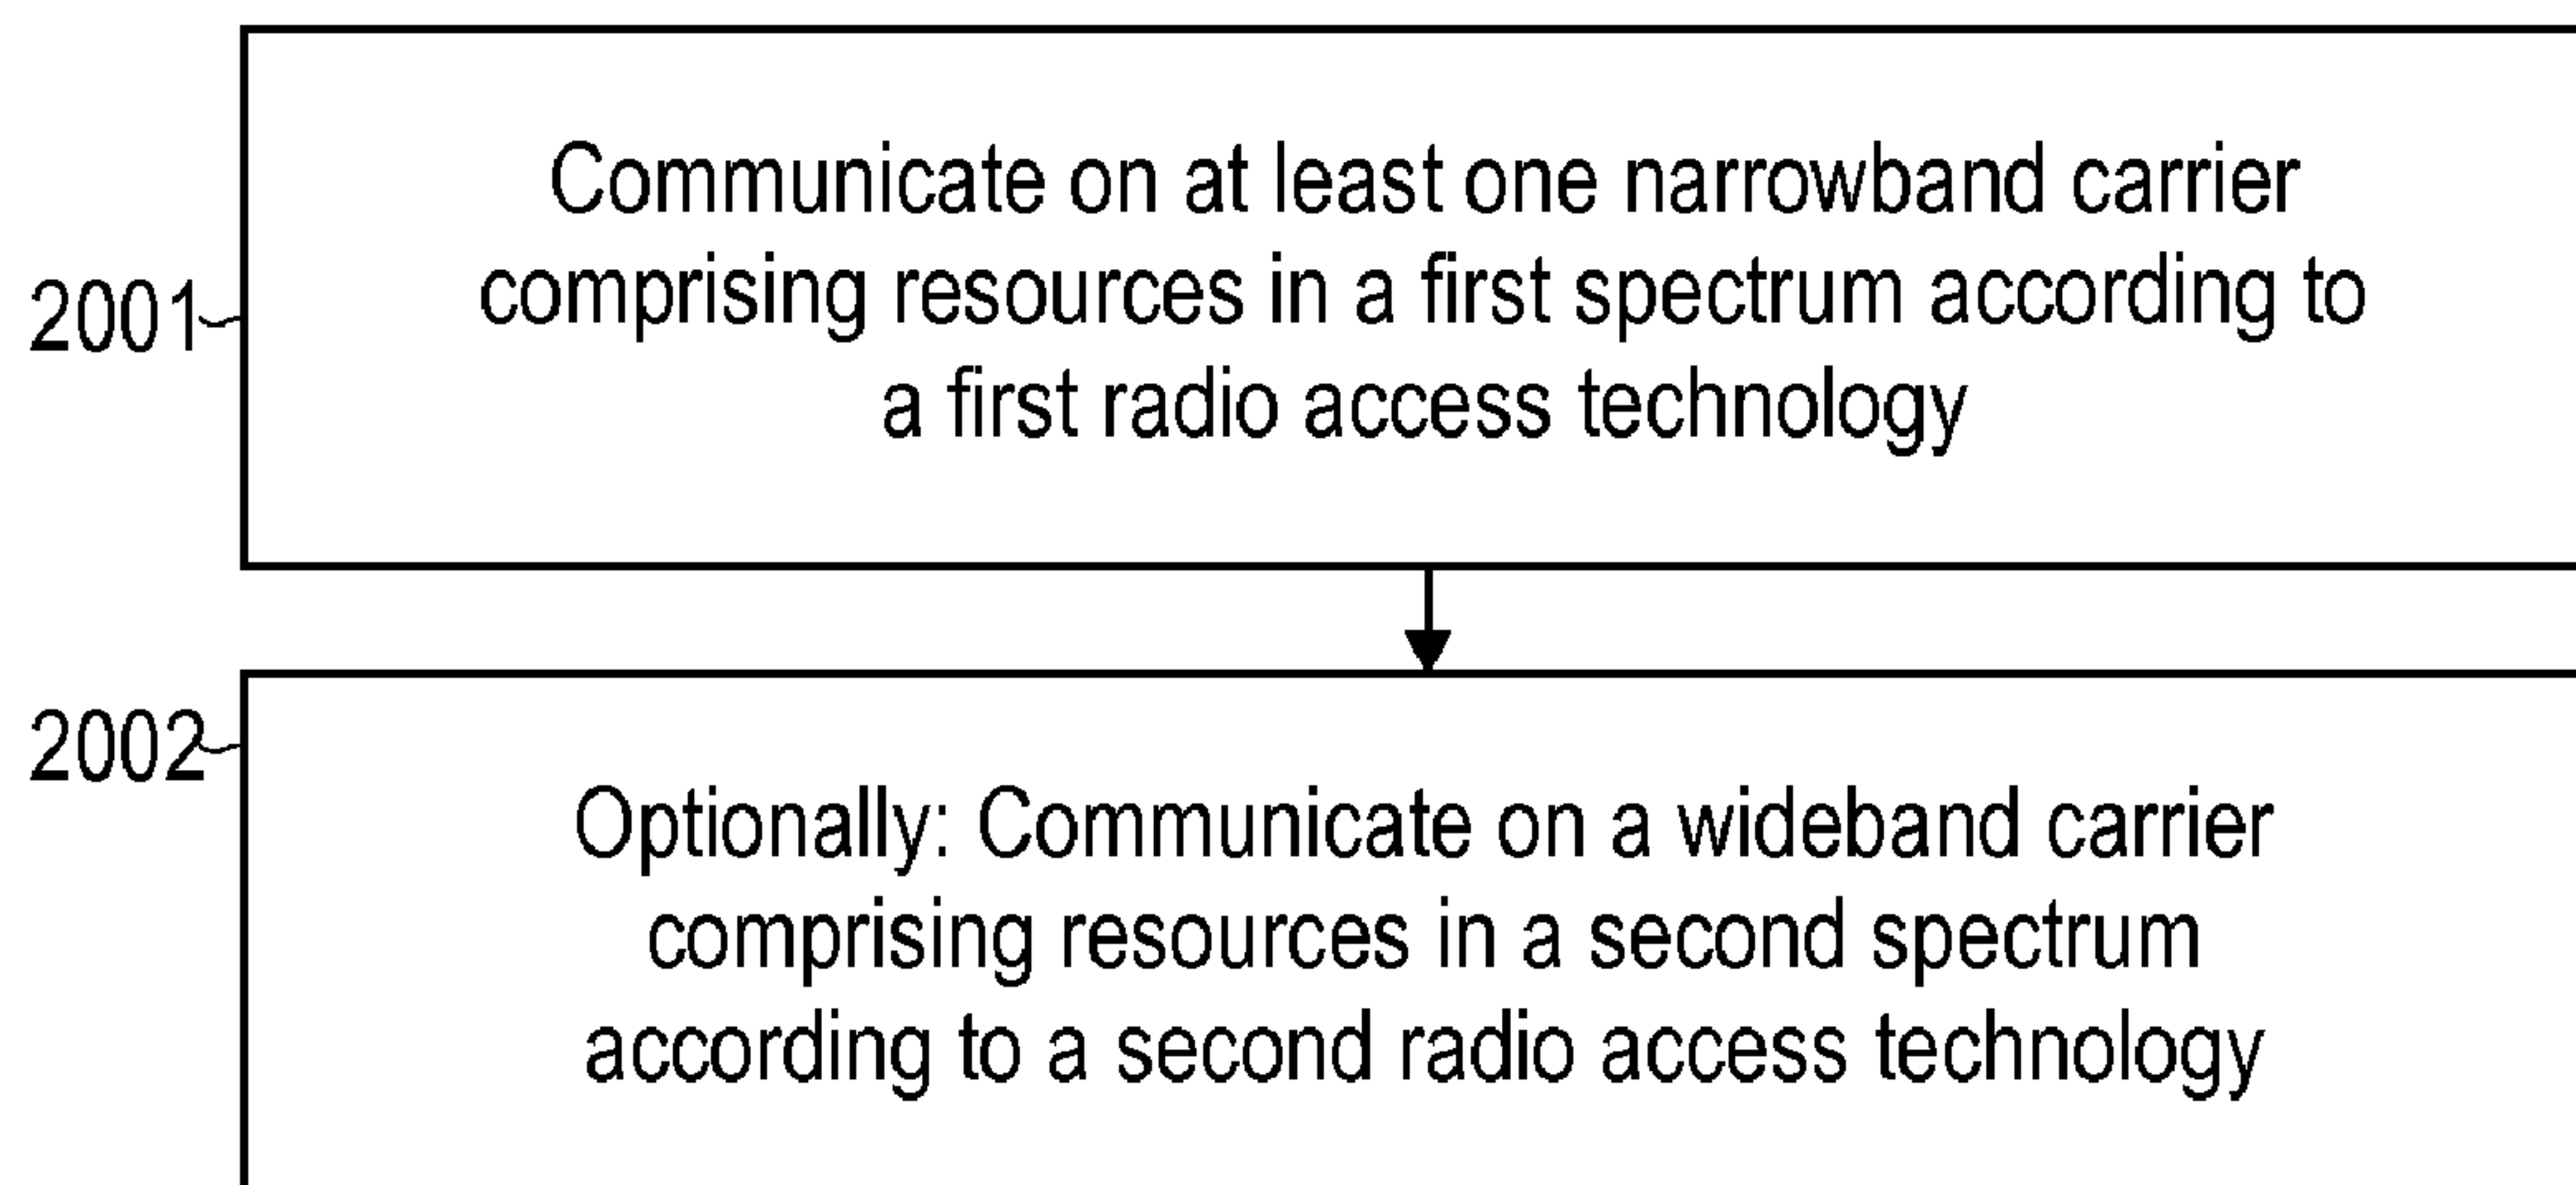 Communicate on at least one narrowband carrier
comprising resources in a first spectrum according to
a first radio access technology
2001
2002
Optionally: Communicate on a wideband carrier
comprising resources in a second spectrum
according to a second radio access technology